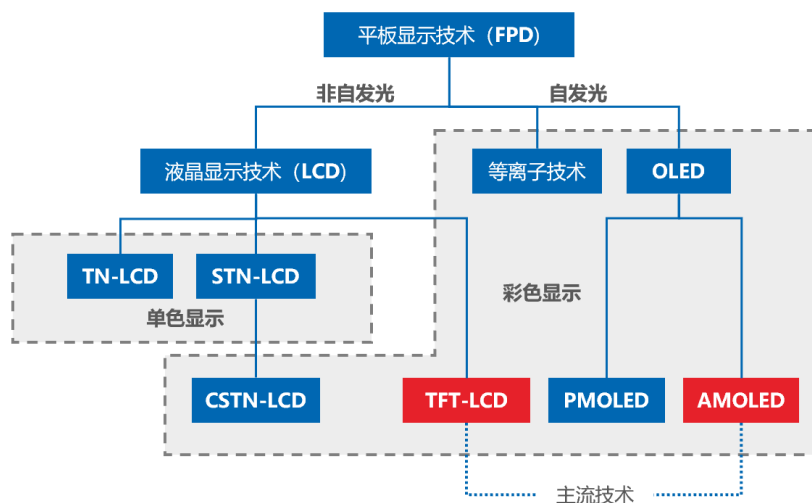 平板显示技术（FPD）
非自发光
自发光
液晶显示技术（LCD）
等离子技术
OLED
TN-LCD
STN-LCD
彩色显示
单色显示
CSTN-LCD
TFT-LCD
PMOLED
AMOLED
主流技术